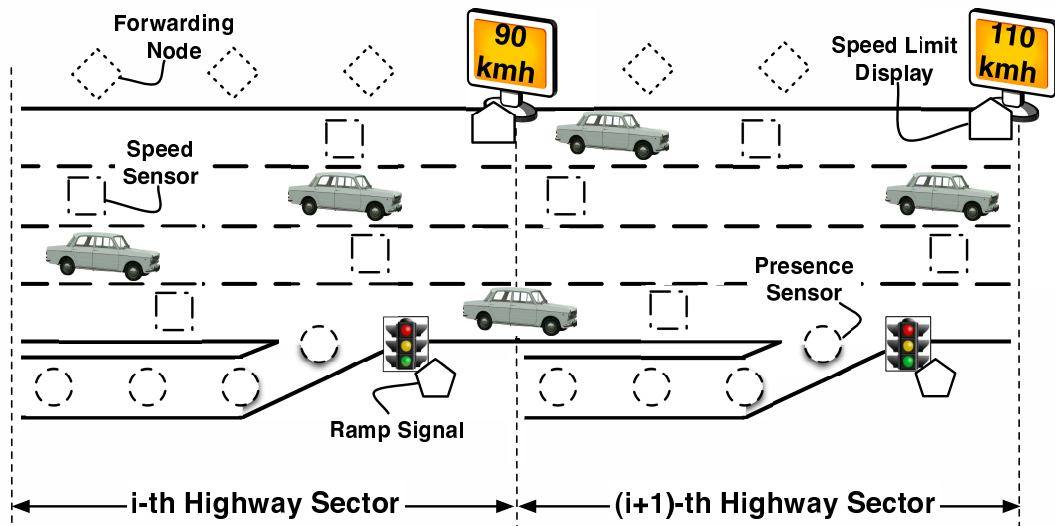 Forwarding
Node
90
kmh
Speed Limit
Display
110
kmh
Speed
Sensor
Presence
Sensor
Ramp Signal
i-th Highway Sector
(i+1)-th Highway Sector